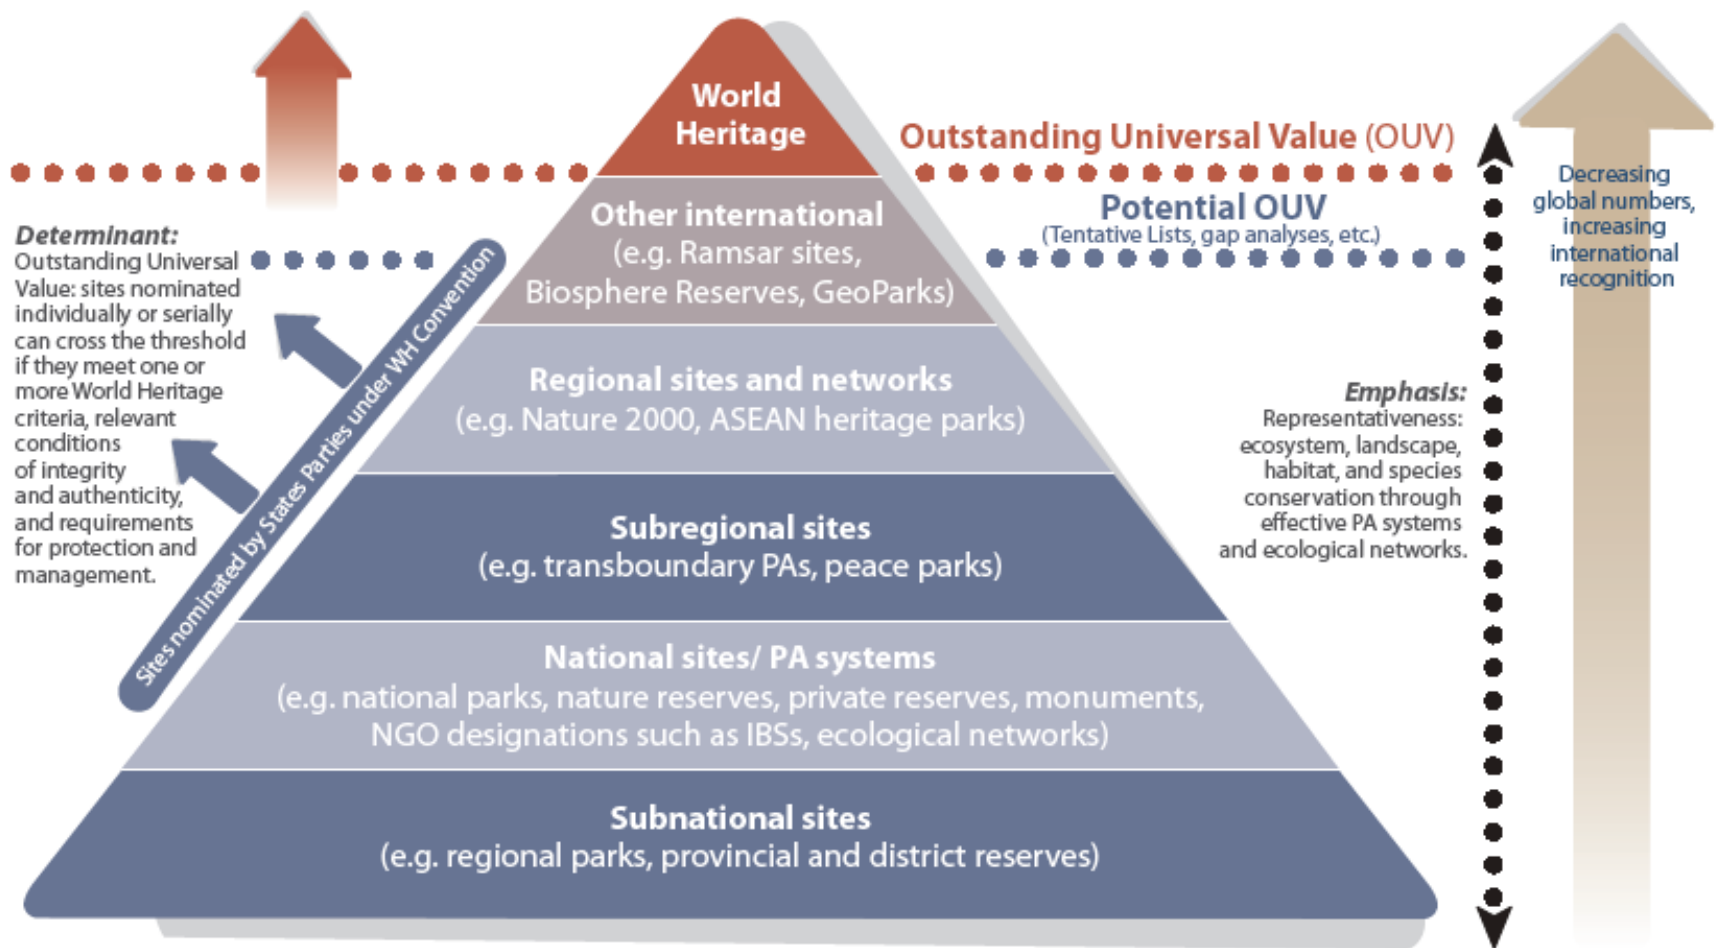 World
Heritage
Outstanding Universal Value (OUV)
Potential OUV
(Tentative Lists, gap analyses, etc.)
Decreasing
global numbers,
increasing
international
recognition
Determinant:
Outstanding Universal
Value: sites nominated
individually or serially
can cross the threshold
if they meet one or
more World Heritage
criteria, relevant
conditions
of integrity
and authenticity,
and requirements
for protection and
management.
Sites nominated by States Parties under WH Convention
Other international
(e.g. Ramsar sites,
Biosphere Reserves, GeoParks)
Regional sites and networks
(e.g. Nature 2000, ASEAN heritage parks)
Emphasis:
Representativeness:
ecosystem, landscape,
habitat, and species
conservation through
effective PA systems
and ecological networks.
Subregional sites
(e.g. transboundary PAs, peace parks)
National sites/ PA systems
(e.g. national parks, nature reserves, private reserves, monuments,
NGO designations such as IBSs, ecological networks)
Subnational sites
(e.g. regional parks, provincial and district reserves)